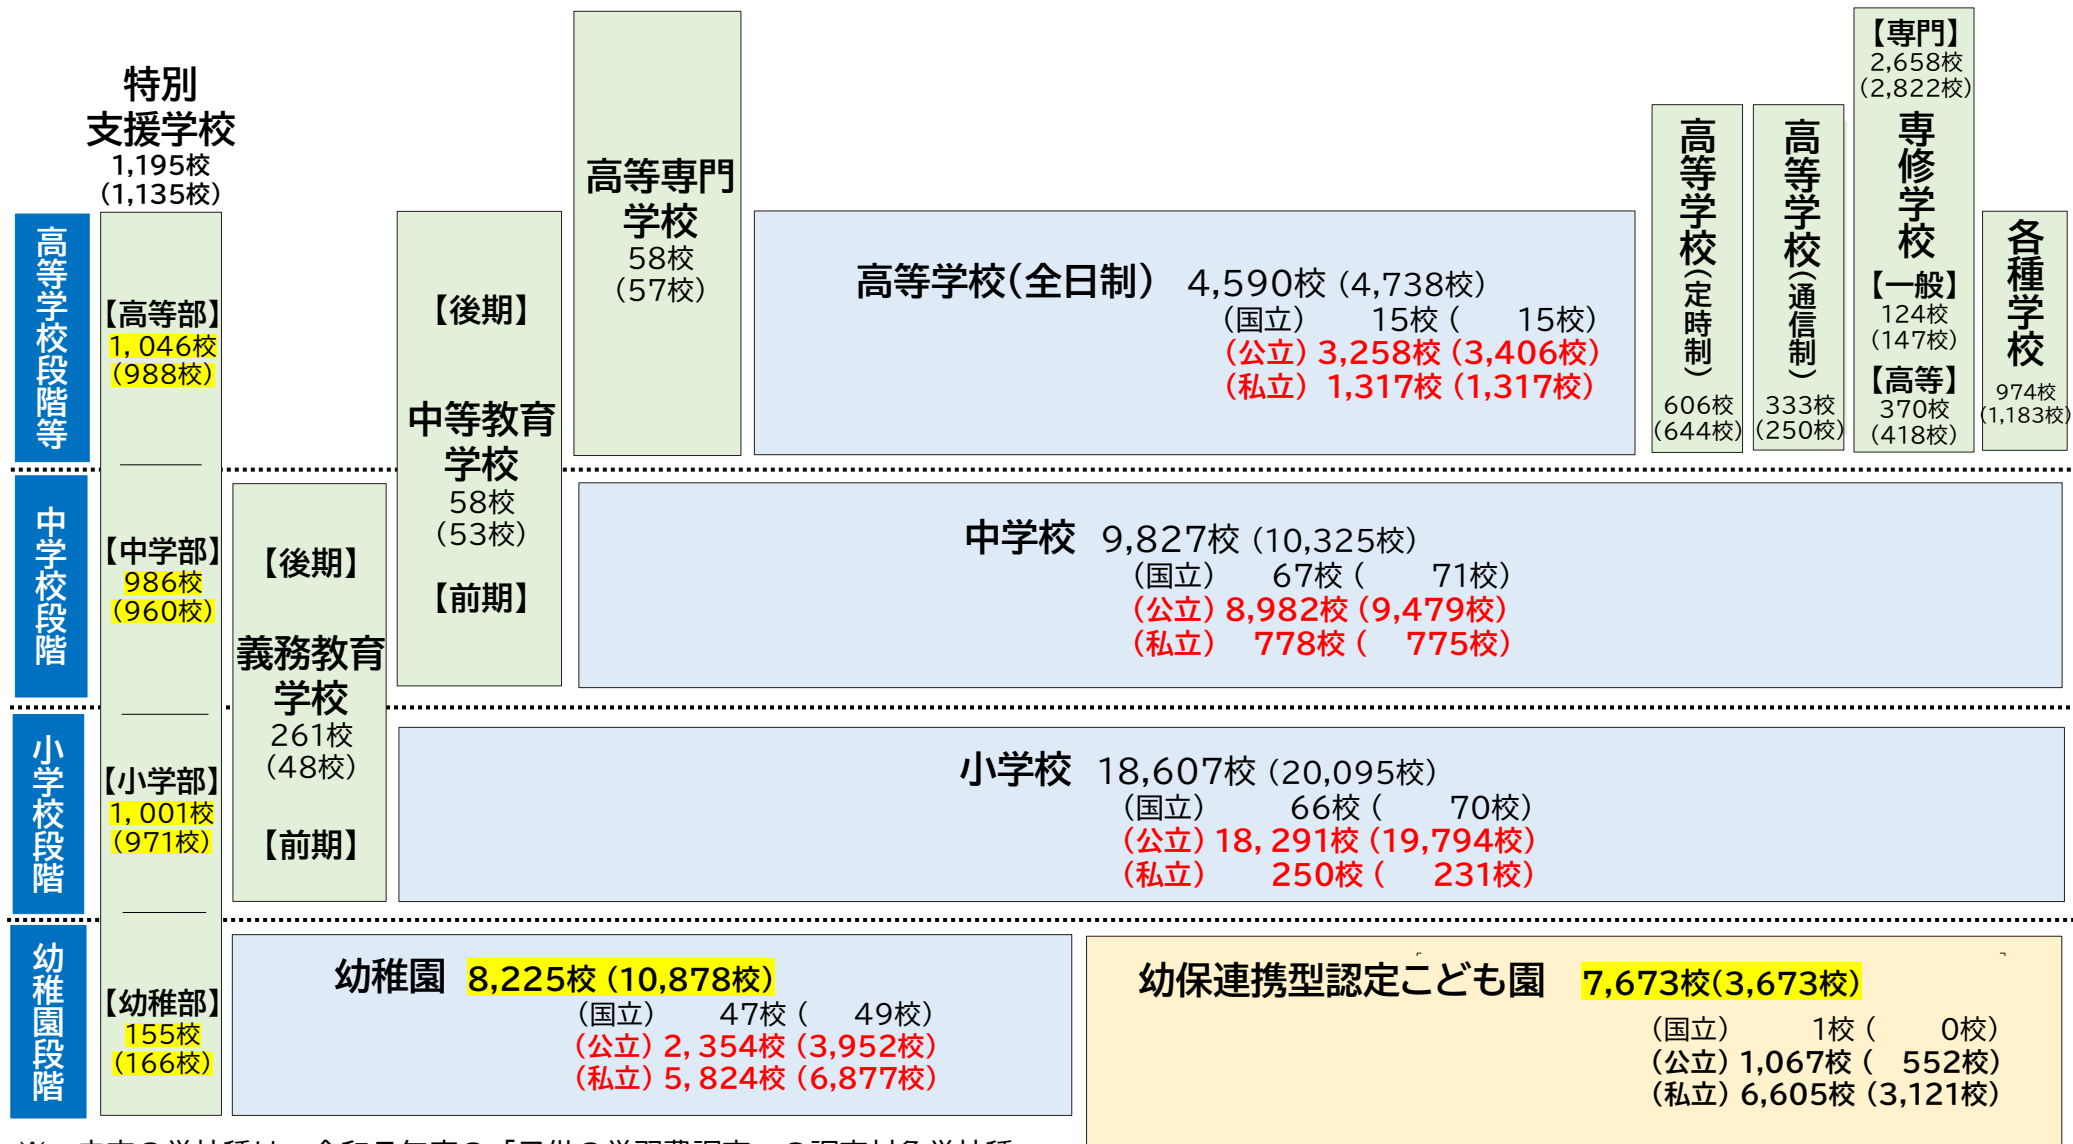 特別
支援学校
1,195校
(1,135校)
高等学校段階等
【高等部】
1,046校
(988校)
【後期】
中等教育
学校
58校
(53校)
【前期】
高等専門
学校
58校
(57校)
高等学校(全日制) 4,590校 (4,738校)
(国立) 15校 ( 15校)
(公立) 3,258校 (3,406校)
(私立) 1,317校 (1,317校)
高等学校(定時制)
606校
(644校)
高等学校(通信制)
333校
(250校)
【専門】
2,658校
(2,822校)
専修学校
【一般】
124校
(147校)
【高等】
370校
(418校)
各種学校
974校
(1,183校)
中学校段階
【中学部】
986校
(960校)
【後期】
義務教育
学校
261校
(48校)
【前期】
中学校 9,827校 (10,325校)
(国立) 67校 ( 71校)
(公立) 8,982校 (9,479校)
(私立) 778校 ( 775校)
小学校段階
【小学部】
1,001校
(971校)
小学校 18,607校 (20,095校)
(国立) 66校 ( 70校)
(公立) 18,291校 (19,794校)
(私立) 250校 ( 231校)
幼稚園段階
【幼稚部】
155校
(166校)
幼稚園 8,225校 (10,878校)
(国立) 47校 ( 49校)
(公立) 2,354校 (3,952校)
(私立) 5,824校 (6,877校)
幼保連携型認定こども園 7,673校(3,673校)
(国立) 1校 ( 0校)
(公立) 1,067校 ( 552校)
(私立) 6,605校 (3,121校)